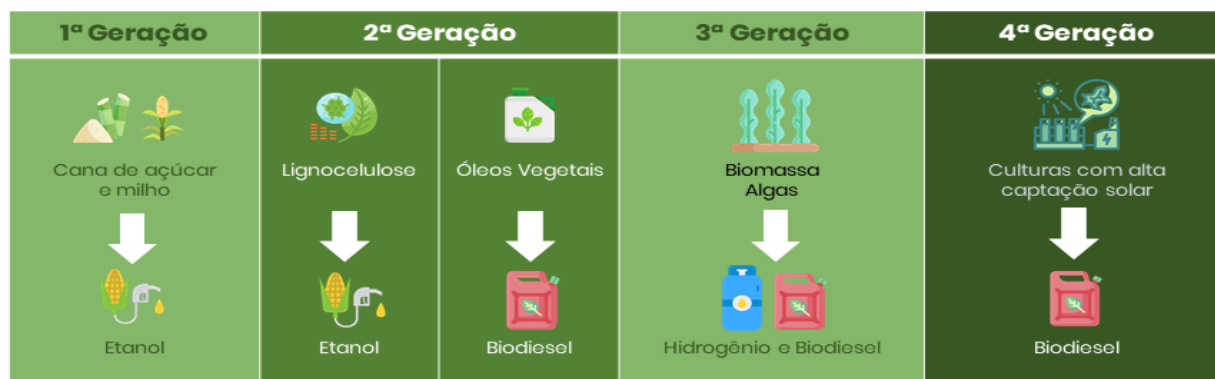 1ª Geração
2ª Geração
3ª Geração
4ª Geração
Cana de açúcar
e milho
Lignocelulose
Óleos Vegetais
Biomassa
Algas
Culturas com alta
captação solar
Etanol
Etanol
Biodiesel
Hidrogênio e Biodiesel
Biodiesel